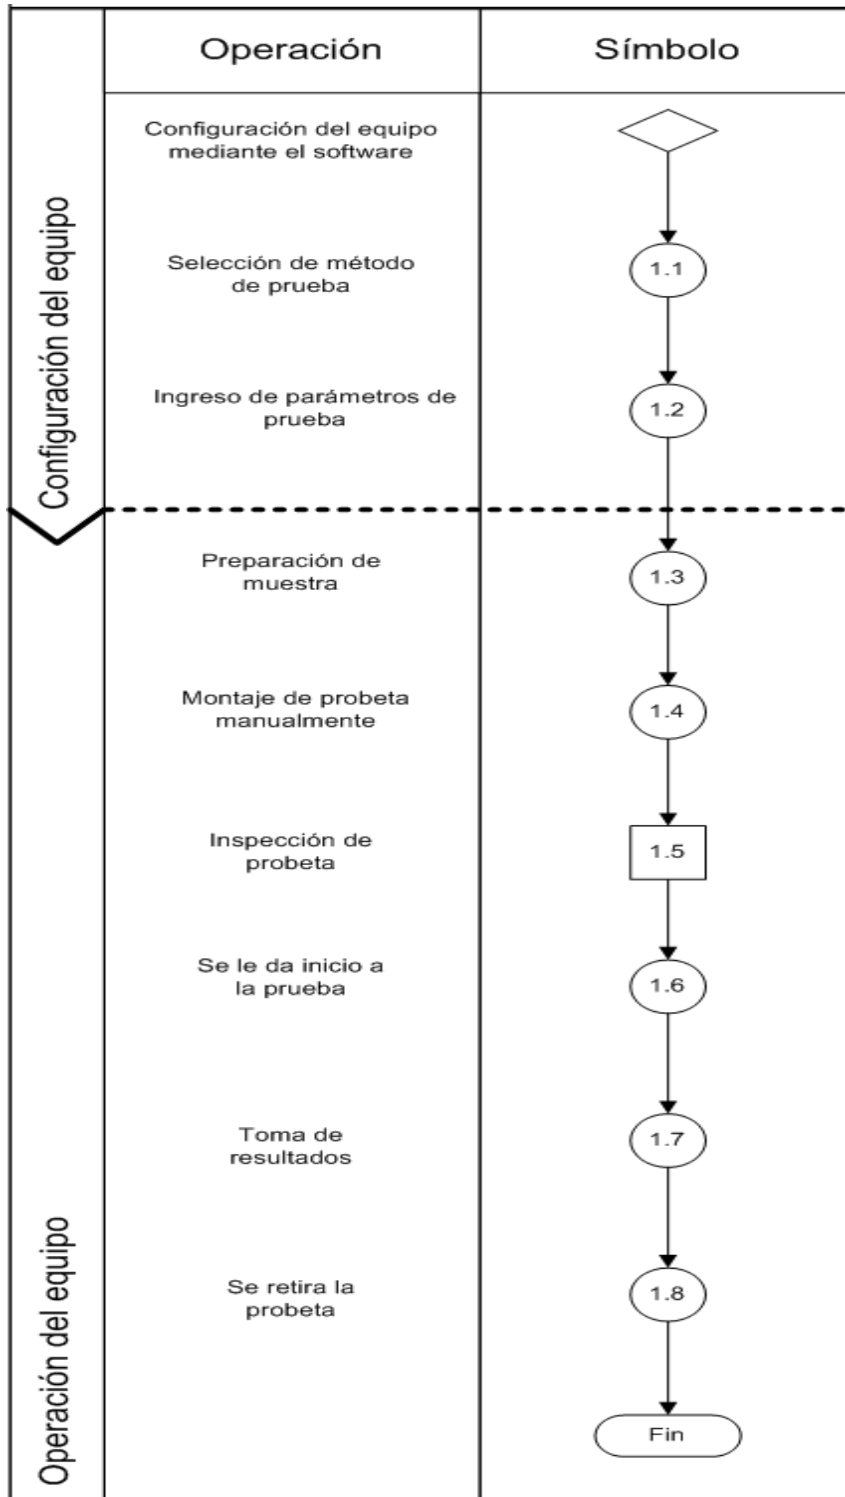 Operación
Símbolo
Configuración del equipo
Configuración del equipo
mediante el software
Selección de método
de prueba
1.1
Ingreso de parámetros de
prueba
1.2
Operación del equipo
Preparación de
muestra
1.3
Montaje de probeta
manualmente
1.4
Inspección de
probeta
1.5
Se le da inicio a
la prueba
1.6
Toma de
resultados
1.7
Se retira la
probeta
1.8
Fin